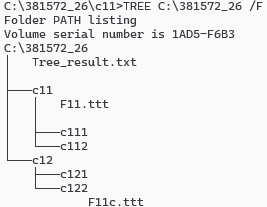 C:\381572_26\c11>TREE C:\381572_26 /F
Folder PATH listing
Volume serial number is 1AD5-F6B3
C:\381572_26
│   Tree_result.txt
│
├───c11
│   │   F11.ttt
│   │
│   ├───c111
│   └───c112
└───c12
    ├───c121
    └───c122
            F11c.ttt